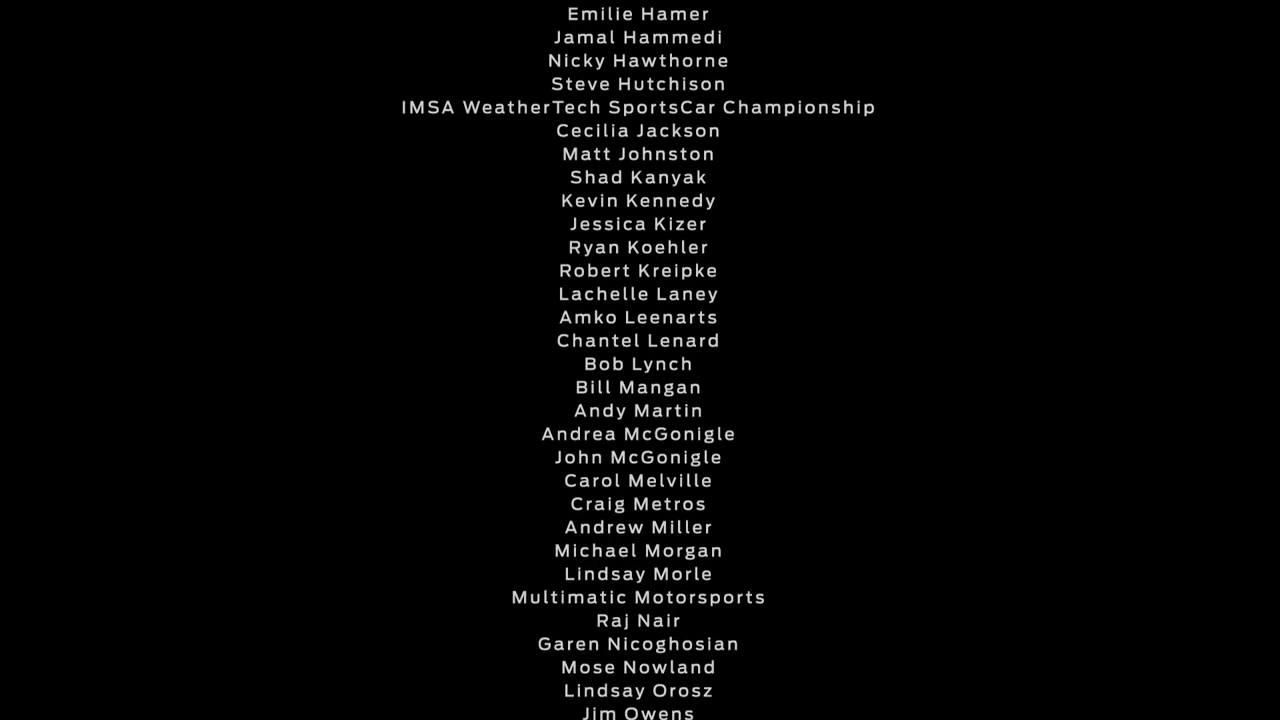 Emilie Hamer
Jamal Hammedi
Nicky Hawthorne
Steve Hutchison
IMSA WeatherTech SportsCar Championship
Cecilia Jackson
Matt Johnston
Shad Kanyak
Kevin Kennedy
Jessica Kizer
Ryan Koehler
Robert Kreipke
Lachelle Laney
Amko Leenarts
Chantel Lenard
Bob Lynch
Bill Mangan
Andy Martin
Andrea McGonigle
John McGonigle
Carol Melville
Craig Metros
Andrew Miller
Michael Morgan
Lindsay Morle
Multimatic Motorsports
Raj Nair
Garen Nicoghosian
Mose Nowland
Lindsay Orosz
Jim Owens